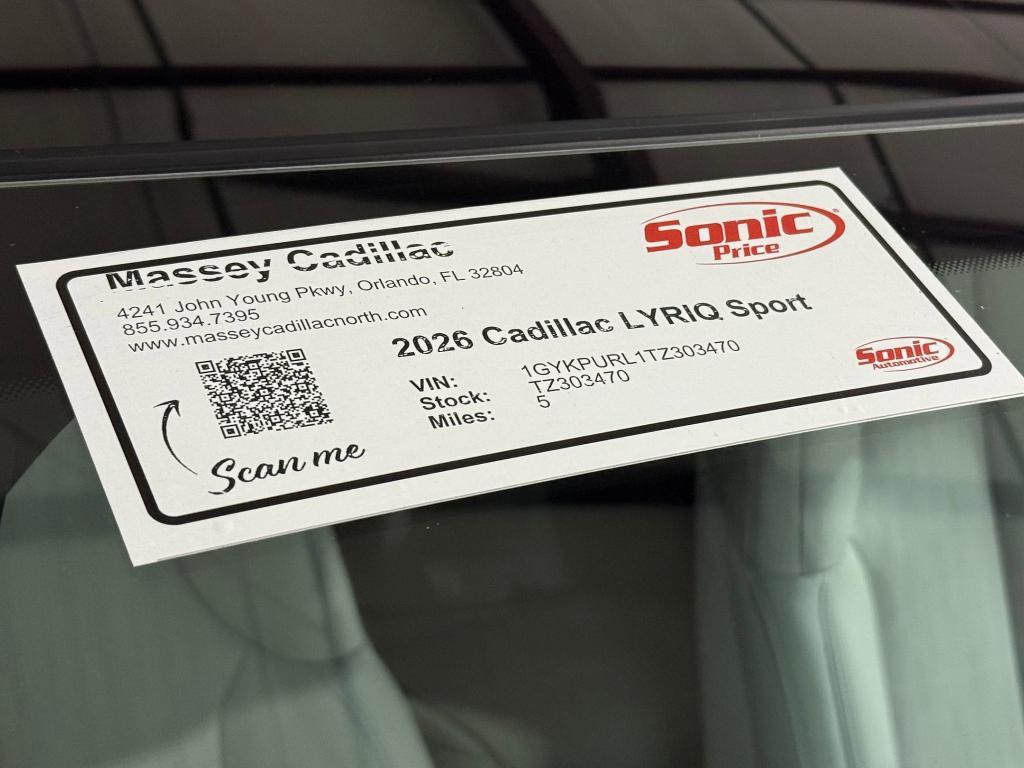 Massey Cadillac
4241 John Young Pkwy, Orlando, FL 32804
855.934.7395
www.masseycadillacnorth.com
Sonic®
Price
2026 Cadillac LYRIQ Sport
VIN: 1GYKPURL1TZ303470
Stock: TZ303470
Miles: 5
Sonic
Automotive
Scan me